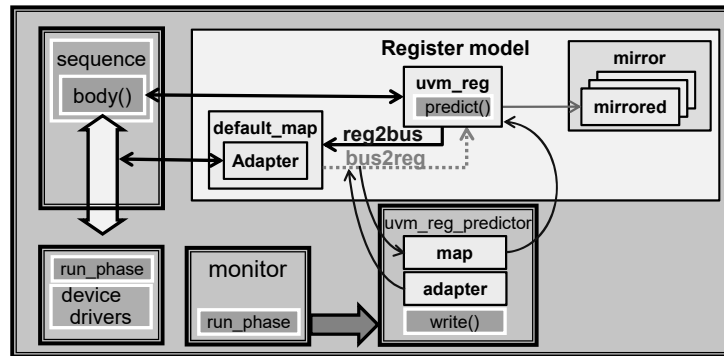 Register model
sequence
body()
uvm_reg
predict()
mirror
mirrored
default_map
Adapter
reg2bus
bus2reg
uvm_reg_predictor
map
adapter
write()
run_phase
device
drivers
monitor
run_phase